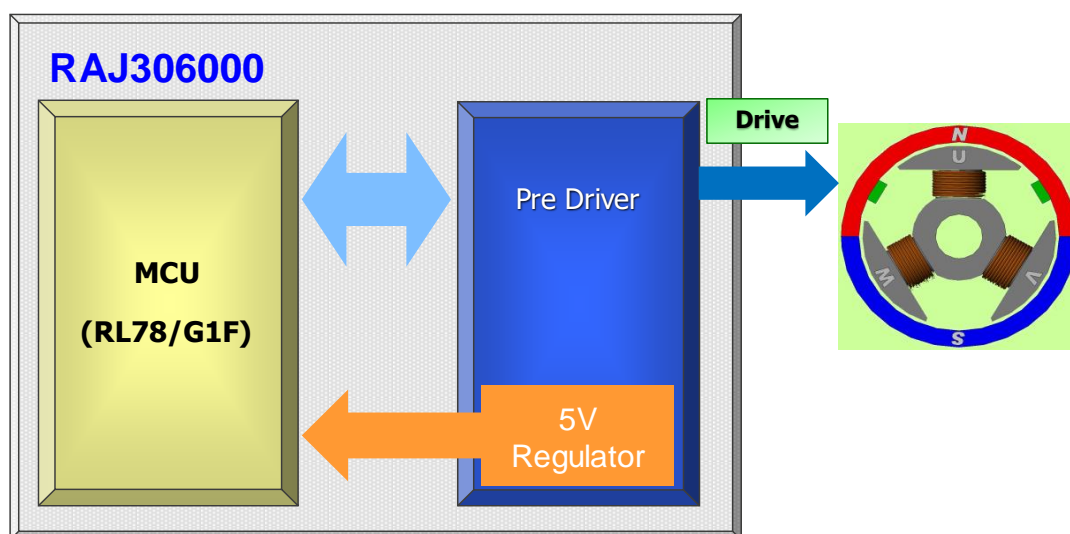 RAJ306000
MCU
(RL78/G1F)
Pre Driver
5V
Regulator
Drive
N
U
W
V
S